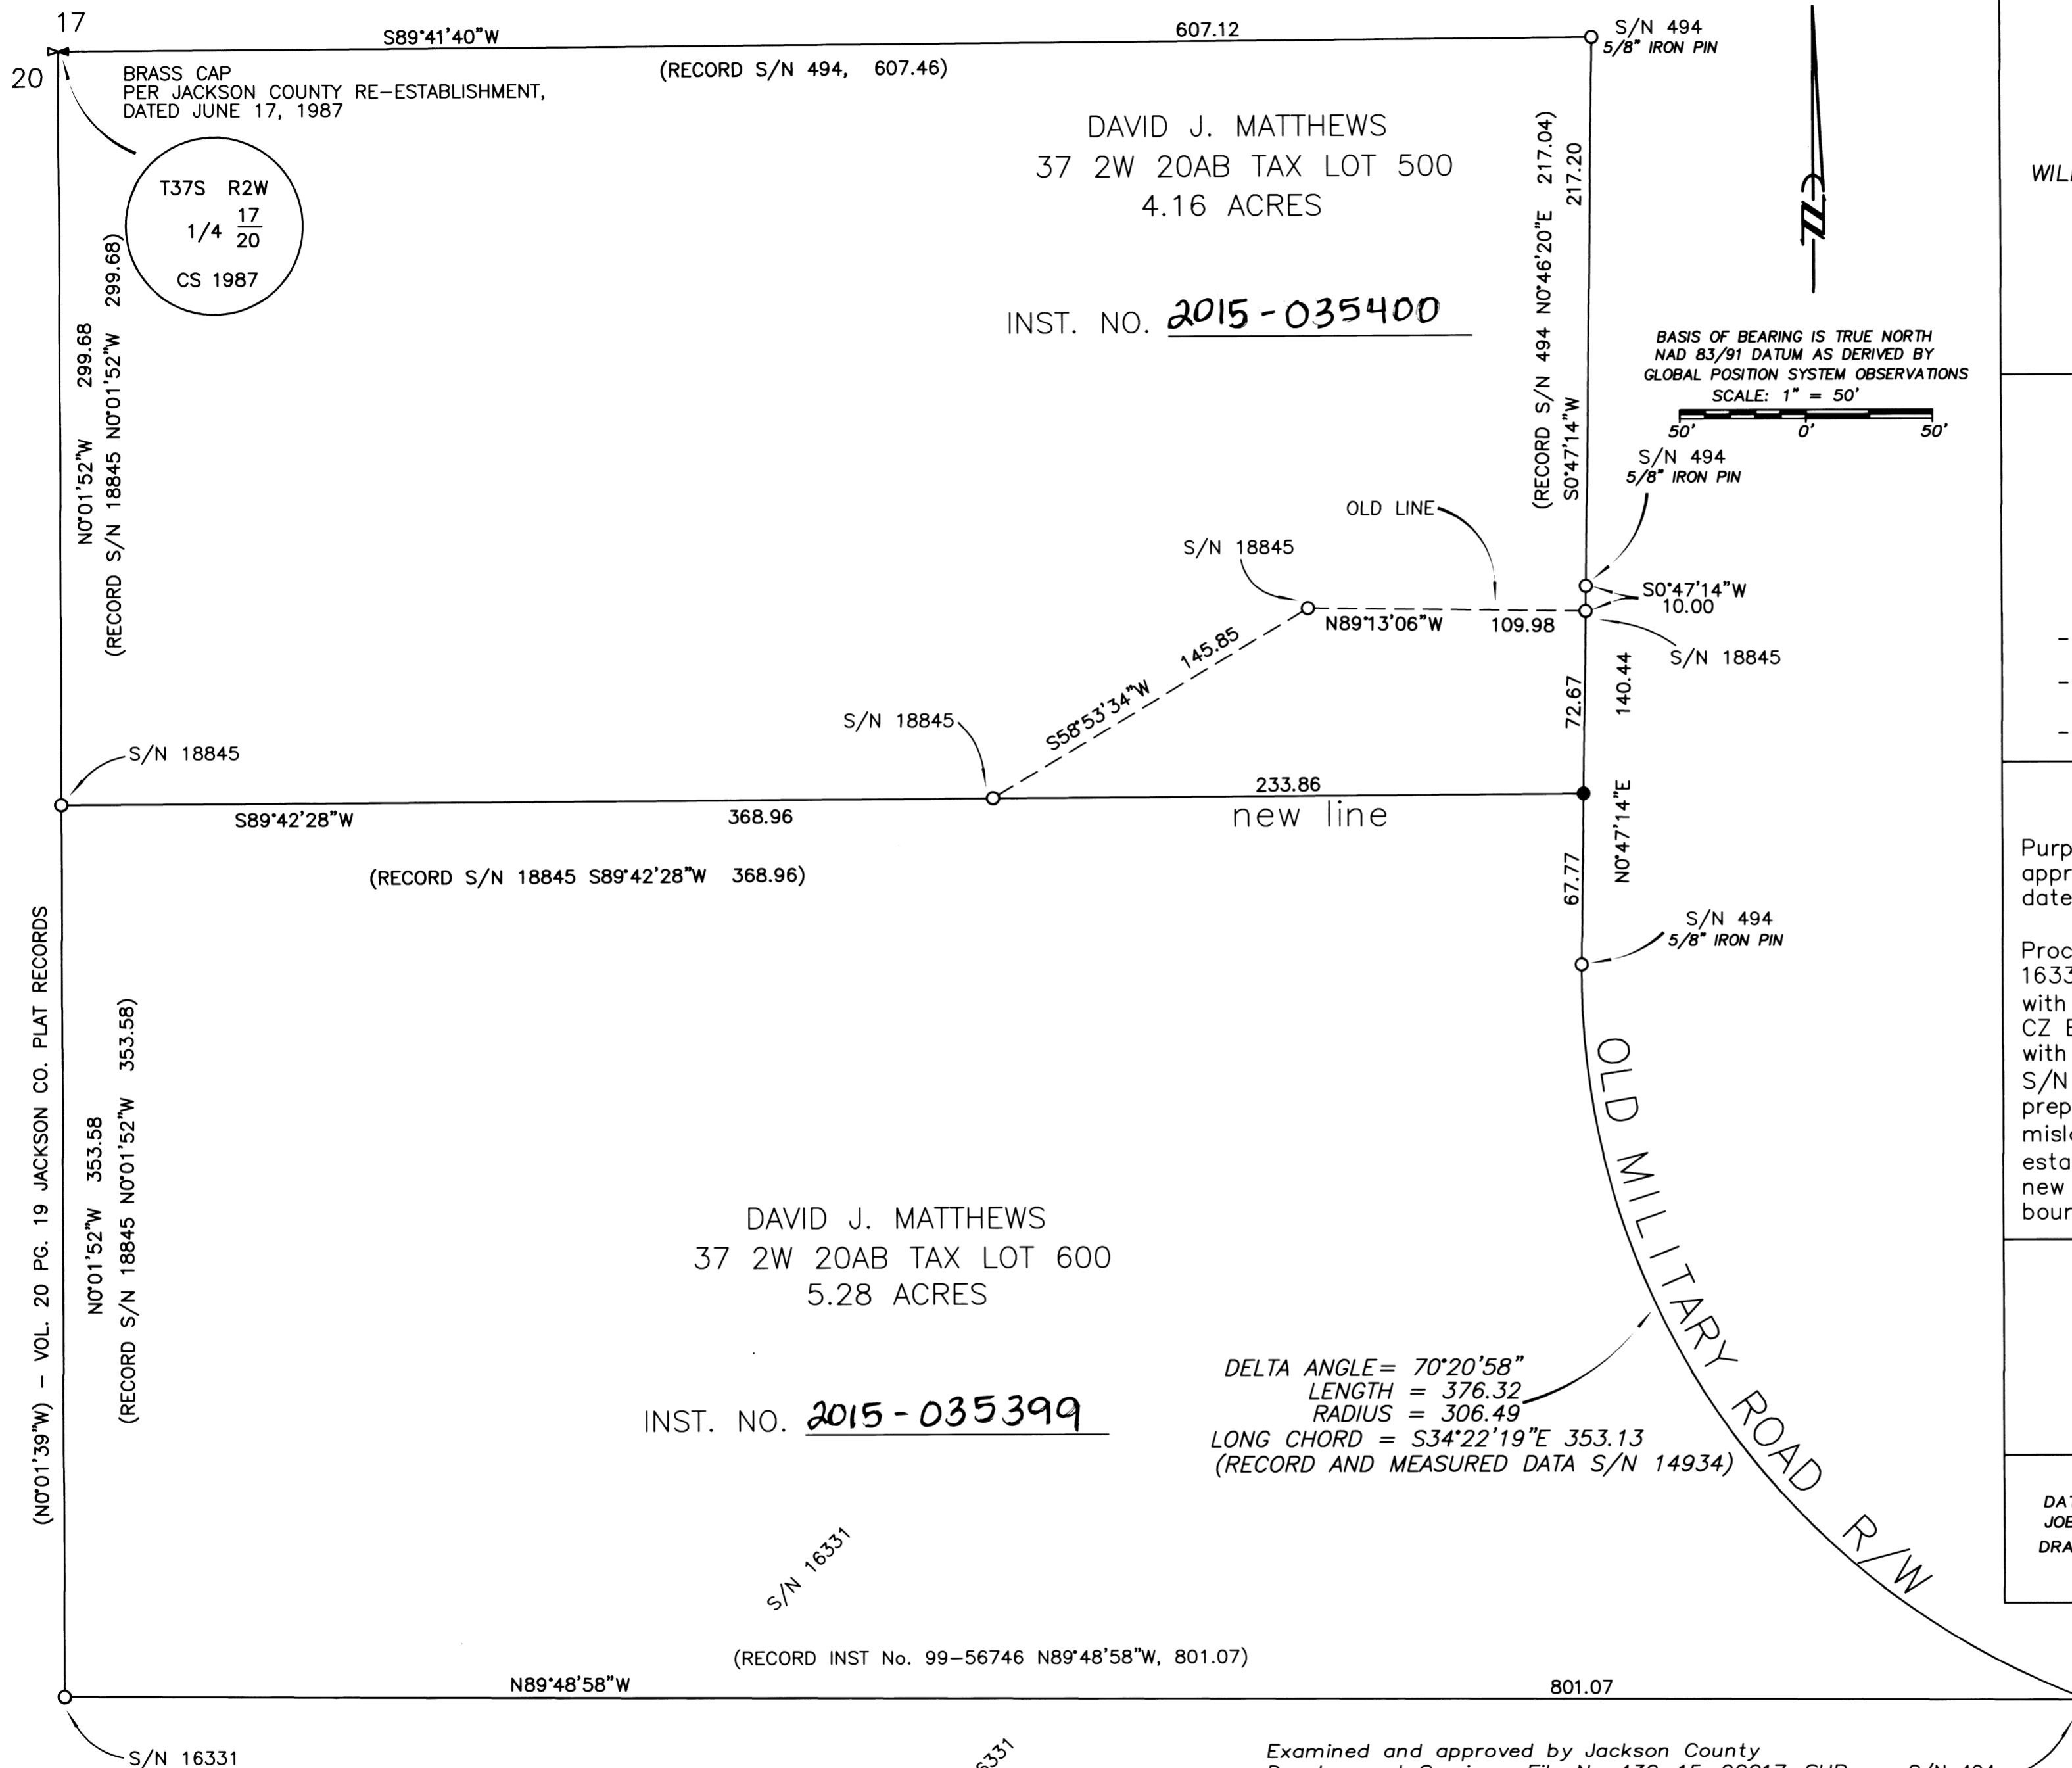 17
20
S89°41'40"W
607.12
(RECORD S/N 494, 607.46)
S/N 494
5/8" IRON PIN
BRASS CAP
PER JACKSON COUNTY RE-ESTABLISHMENT,
DATED JUNE 17, 1987
T37S R2W
1/4 17/20
CS 1987
DAVID J. MATTHEWS
37 2W 20AB TAX LOT 500
4.16 ACRES
INST. NO. 2015-035400
N0°01'52"W 299.68
(RECORD S/N 18845 N0°01'52"W 299.68)
(RECORD S/N 494 N0°46'20"E 217.04)
S0°47'14"W 217.20
BASIS OF BEARING IS TRUE NORTH
NAD 83/91 DATUM AS DERIVED BY
GLOBAL POSITION SYSTEM OBSERVATIONS
SCALE: 1" = 50'
50' 0' 50'
S/N 494
5/8" IRON PIN
OLD LINE
S/N 18845
S0°47'14"W
10.00
N89°13'06"W 109.98
S/N 18845
S58°53'34"W 145.85
72.67
140.44
S/N 18845
S/N 18845
233.86
new line
S89°42'28"W
368.96
(RECORD S/N 18845 S89°42'28"W 368.96)
N0°47'14"E
67.77
S/N 494
5/8" IRON PIN
(N0°01'39"W) - VOL. 20 PG. 19 JACKSON CO. PLAT RECORDS
N0°01'52"W 353.58
(RECORD S/N 18845 N0°01'52"W 353.58)
OLD MILITARY ROAD R/W
DAVID J. MATTHEWS
37 2W 20AB TAX LOT 600
5.28 ACRES
INST. NO. 2015-035399
DELTA ANGLE= 70°20'58"
LENGTH = 376.32
RADIUS = 306.49
LONG CHORD = S34°22'19"E 353.13
(RECORD AND MEASURED DATA S/N 14934)
S/N 16331
(RECORD INST No. 99-56746 N89°48'58"W, 801.07)
N89°48'58"W
801.07
S/N 16331
Examined and approved by Jackson County
with
with
S/N
new